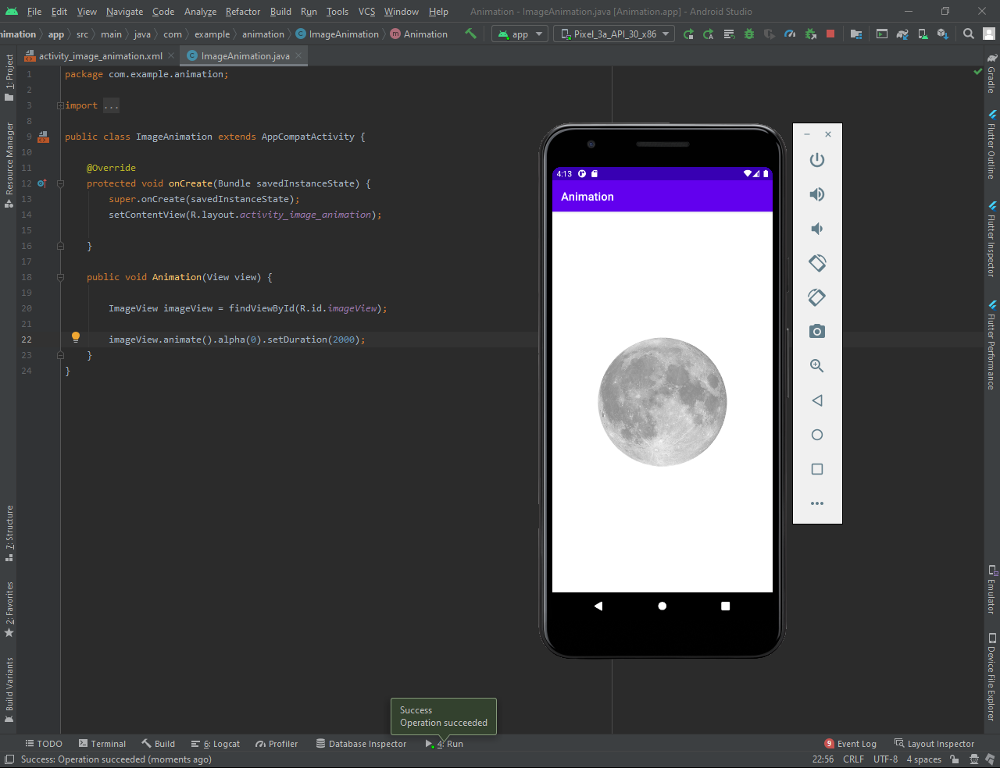 File Edit View Navigate Code Analyze Refactor Build Run Tools VCS Window Help Animation - ImageAnimation.java [Animation.app] - Android Studio
nimation app src main java com example animation ImageAnimation Animation app Pixel_3a_API_30_x86
activity_image_animation.xml ImageAnimation.java
1 package com.example.animation;
2
3 import ...
8
9 public class ImageAnimation extends AppCompatActivity {
10
11 @Override
12 protected void onCreate(Bundle savedInstanceState) {
13 super.onCreate(savedInstanceState);
14 setContentView(R.layout.activity_image_animation);
15
16 }
17
18 public void Animation(View view) {
19
20 ImageView imageView = findViewById(R.id.imageView);
21
22 imageView.animate().alpha(0).setDuration(2000);
23 }
24 }
1: Project
Resource Manager
7: Structure
2: Favorites
Build Variants
4:13
Animation
Gradle
Flutter Outline
Flutter Inspector
Flutter Performance
Emulator
Device File Explorer
Success
Operation succeeded
TODO Terminal Build 6: Logcat Profiler Database Inspector 4: Run 9 Event Log Layout Inspector
Success: Operation succeeded (moments ago) 22:56 CRLF UTF-8 4 spaces